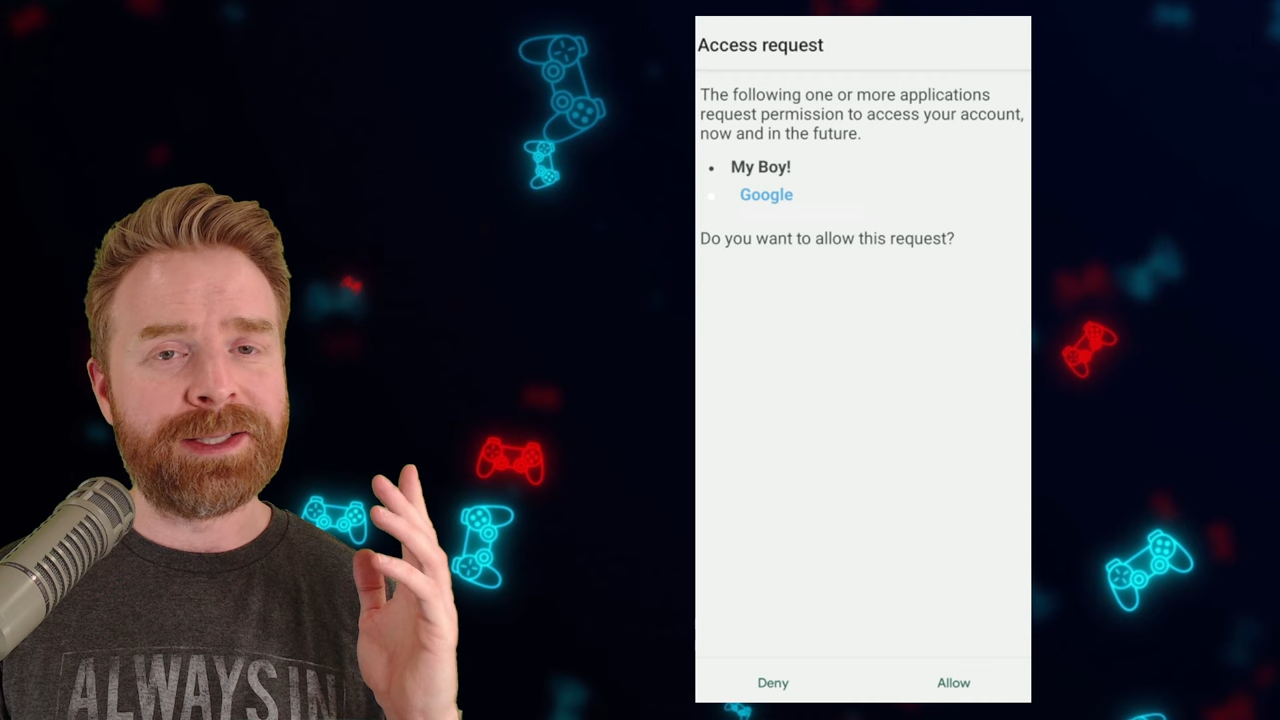 Access request
The following one or more applications
request permission to access your account,
now and in the future.
• My Boy!
Google
Do you want to allow this request?
Deny
Allow
ALWAYS IN